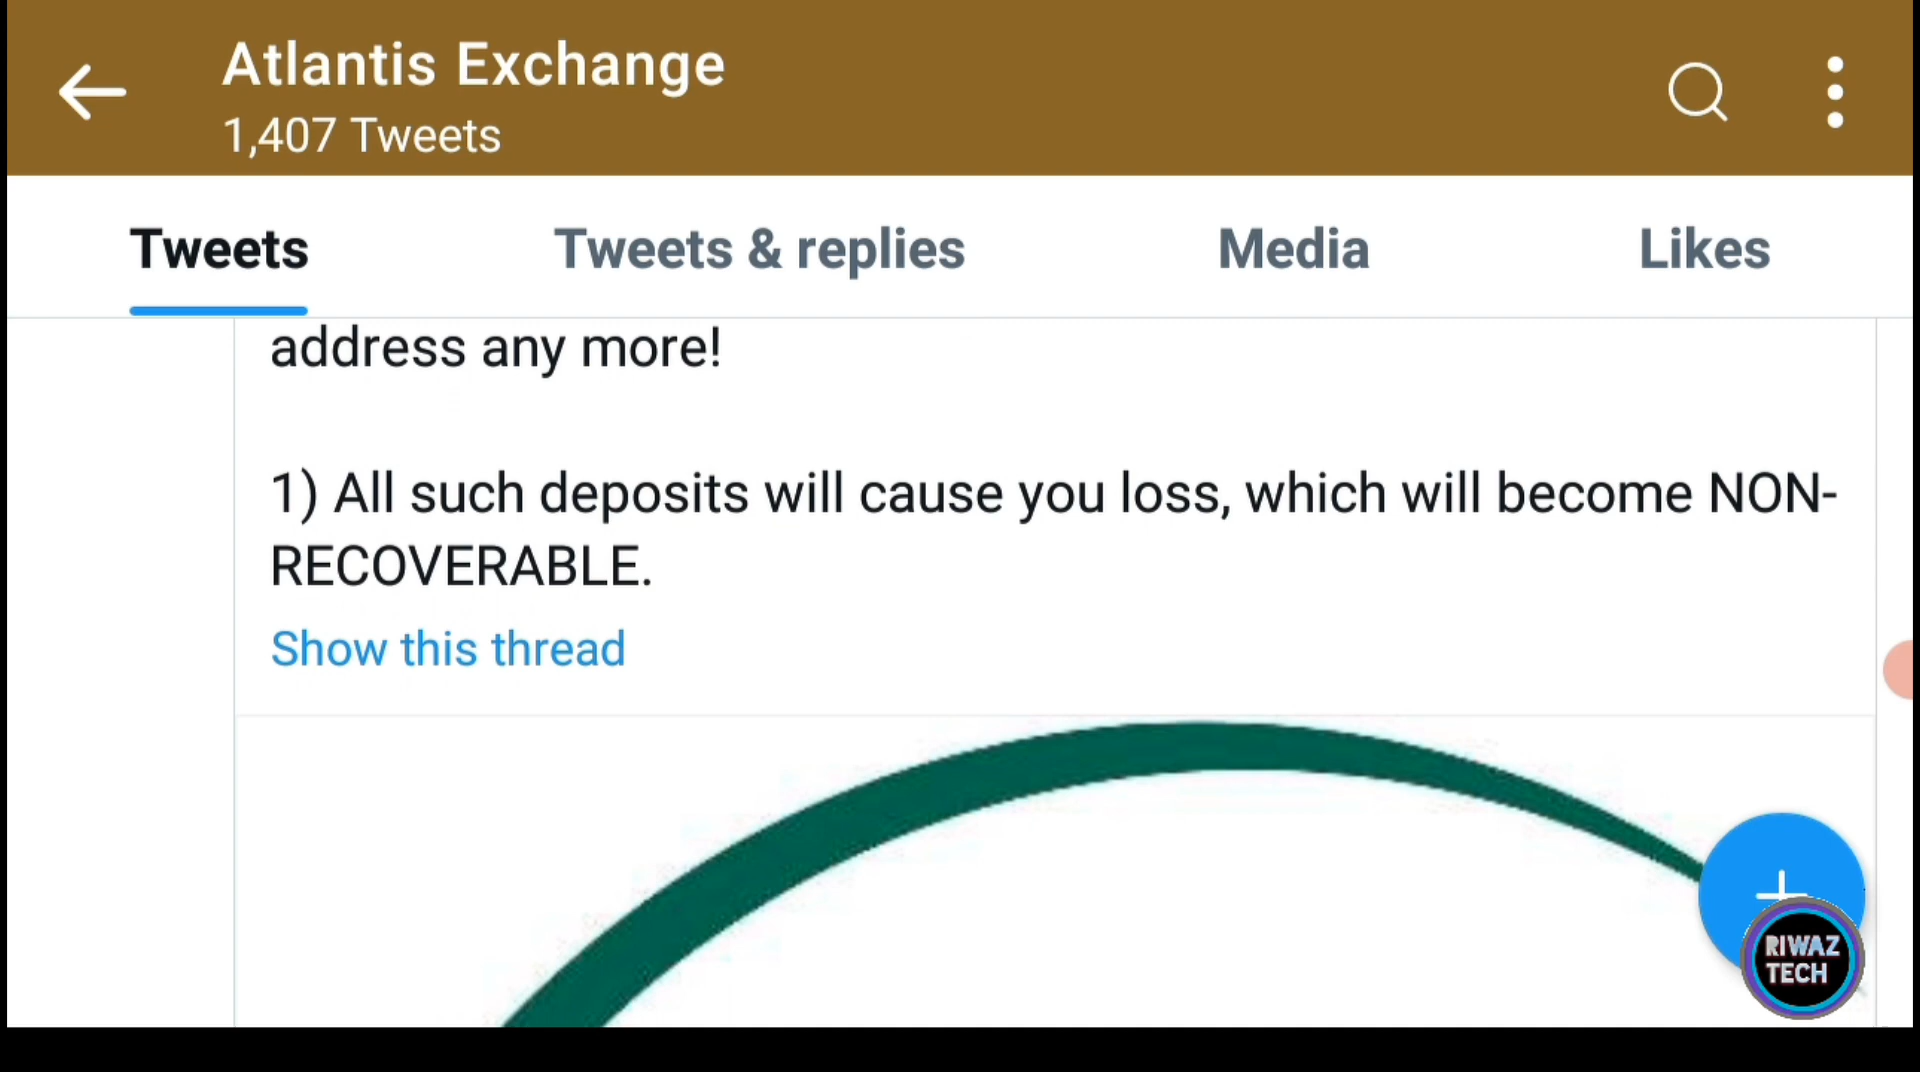 Atlantis Exchange
1,407 Tweets
Tweets Tweets & replies Media Likes
address any more!
1) All such deposits will cause you loss, which will become NON-
RECOVERABLE.
Show this thread
RIWAZ
TECH